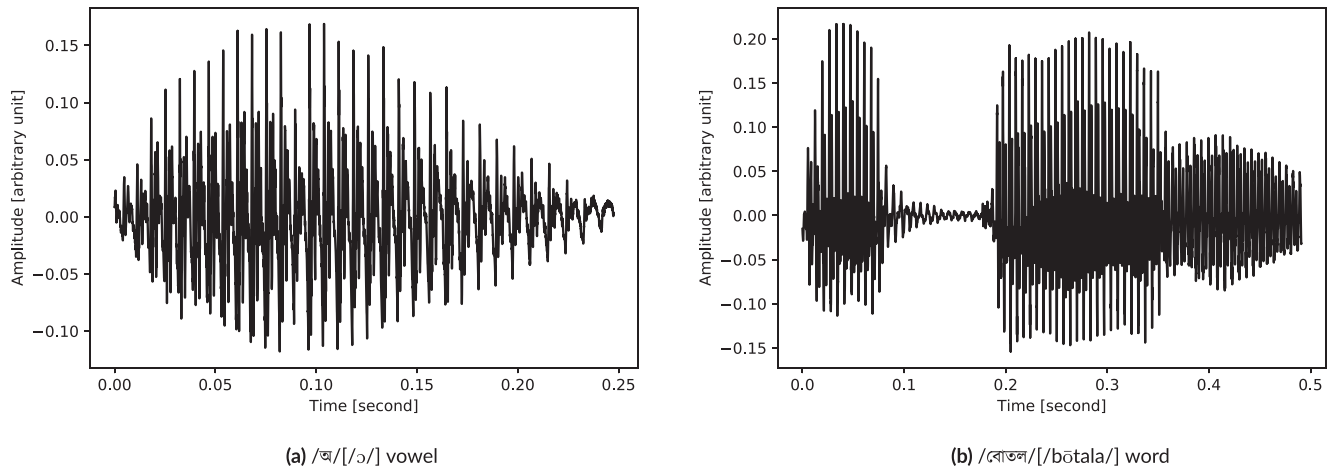 0.15
0.10
0.05
0.00
−0.05
−0.10
Amplitude [arbitrary unit]
0.00 0.05 0.10 0.15 0.20 0.25
Time [second]
(a) /অ/[/ɔ/] vowel
0.20
0.15
0.10
0.05
0.00
−0.05
−0.10
−0.15
Amplitude [arbitrary unit]
0.0 0.1 0.2 0.3 0.4 0.5
Time [second]
(b) /বোতল/[/bōtala/] word